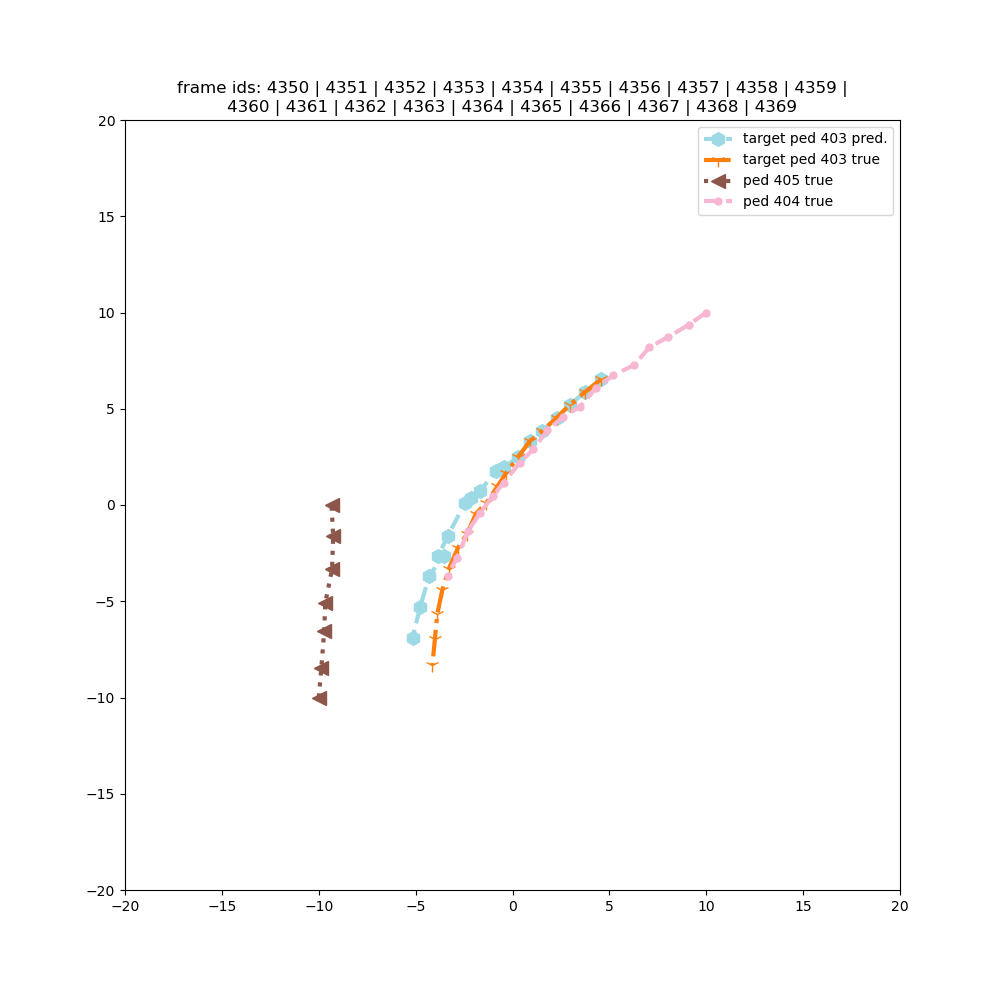 frame ids: 4350 | 4351 | 4352 | 4353 | 4354 | 4355 | 4356 | 4357 | 4358 | 4359 |
4360 | 4361 | 4362 | 4363 | 4364 | 4365 | 4366 | 4367 | 4368 | 4369
target ped 403 pred.
target ped 403 true
ped 405 true
ped 404 true
20
15
10
5
0
−5
−10
−15
−20
−20 −15 −10 −5 0 5 10 15 20